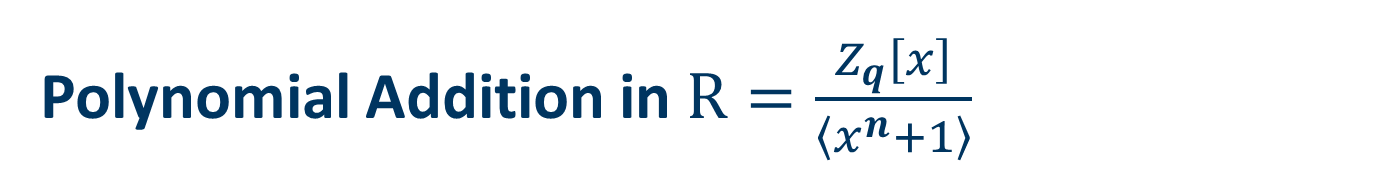 Polynomial Addition in R = Z_q[x] / ⟨x^n+1⟩